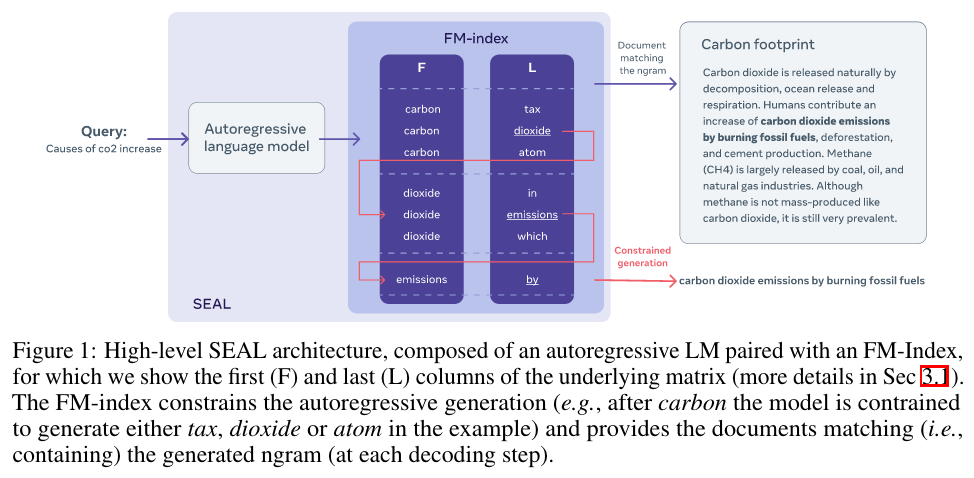 FM-index
F
L
carbon
tax
carbon
dioxide
carbon
atom
dioxide
in
dioxide
emissions
dioxide
which
emissions
by
Query:
Causes of co2 increase
Autoregressive
language model
SEAL
Document
matching
the ngram
Carbon footprint
Carbon dioxide is released naturally by
decomposition, ocean release and
respiration. Humans contribute an
increase of carbon dioxide emissions
by burning fossil fuels, deforestation,
and cement production. Methane
(CH4) is largely released by coal, oil, and
natural gas industries. Although
methane is not mass-produced like
carbon dioxide, it is still very prevalent.
Constrained
generation
carbon dioxide emissions by burning fossil fuels
Figure 1: High-level SEAL architecture, composed of an autoregressive LM paired with an FM-Index,
for which we show the first (F) and last (L) columns of the underlying matrix (more details in Sec 3.1).
The FM-index constrains the autoregressive generation (e.g., after carbon the model is contrained
to generate either tax, dioxide or atom in the example) and provides the documents matching (i.e.,
containing) the generated ngram (at each decoding step).